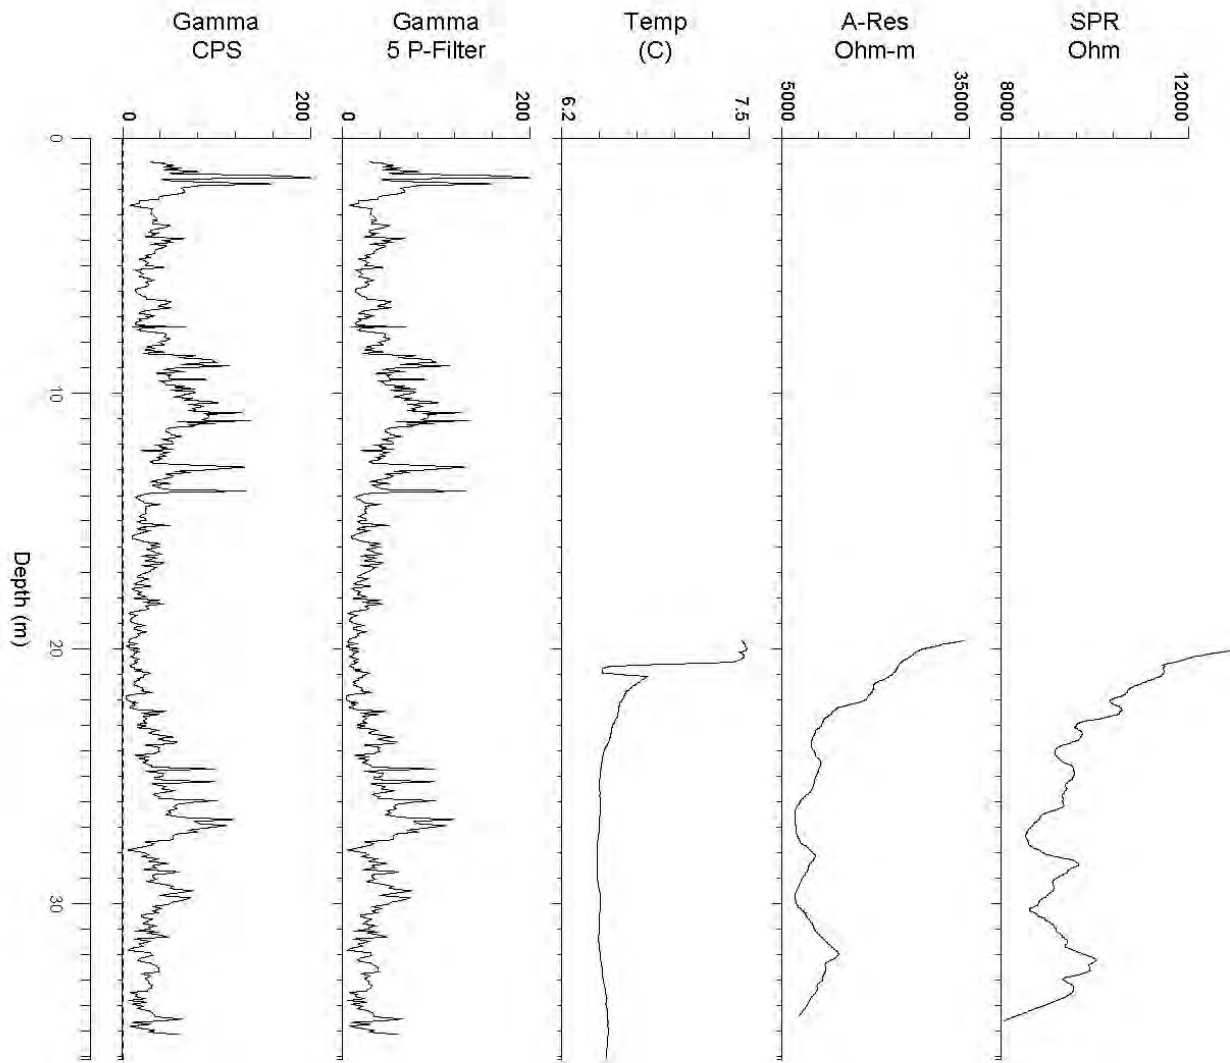 Gamma
CPS
Gamma
5 P-Filter
Temp
(C)
A-Res
Ohm-m
SPR
Ohm
0
200
0
200
6.2
7.5
5000
35000
8000
12000
0
10
20
30
Depth (m)